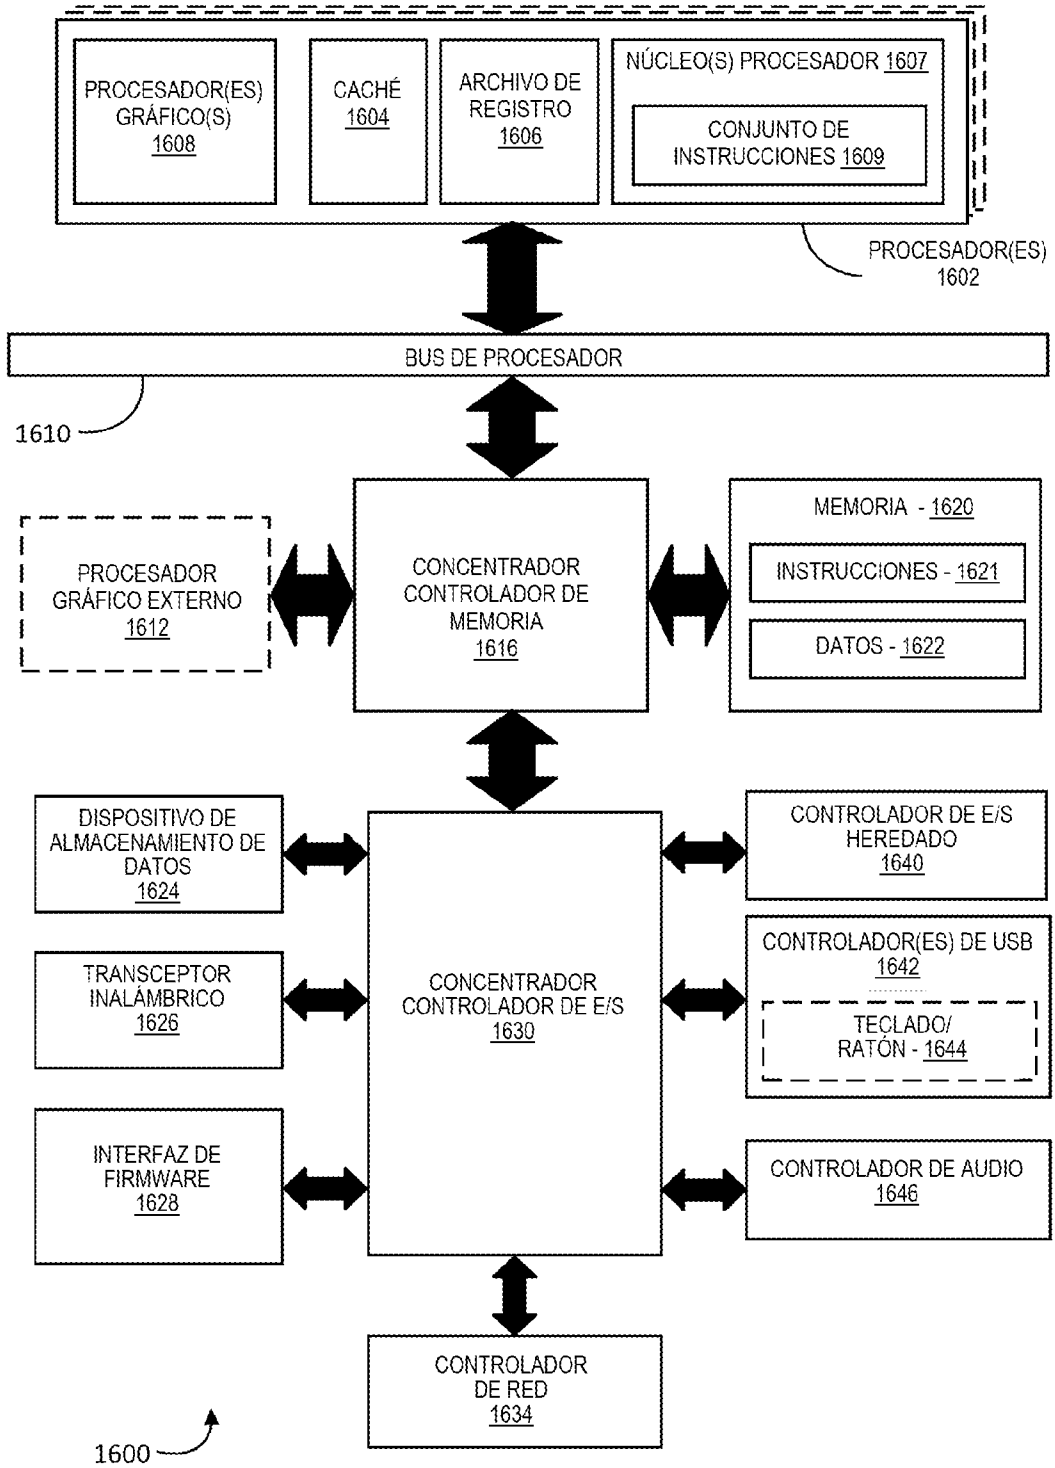 PROCESADOR(ES)
GRÁFICO(S)
1608
CACHÉ
1604
ARCHIVO DE
REGISTRO
1606
NÚCLEO(S) PROCESADOR 1607
CONJUNTO DE
INSTRUCCIONES 1609
PROCESADOR(ES)
1602
BUS DE PROCESADOR
1610
PROCESADOR
GRÁFICO EXTERNO
1612
CONCENTRADOR
CONTROLADOR DE
MEMORIA
1616
MEMORIA - 1620
INSTRUCCIONES - 1621
DATOS - 1622
DISPOSITIVO DE
ALMACENAMIENTO DE
DATOS
1624
TRANSCEPTOR
INALÁMBRICO
1626
INTERFAZ DE
FIRMWARE
1628
CONCENTRADOR
CONTROLADOR DE E/S
1630
CONTROLADOR DE E/S
HEREDADO
1640
CONTROLADOR(ES) DE USB
1642
TECLADO/
RATÓN - 1644
CONTROLADOR DE AUDIO
1646
CONTROLADOR
DE RED
1634
1600